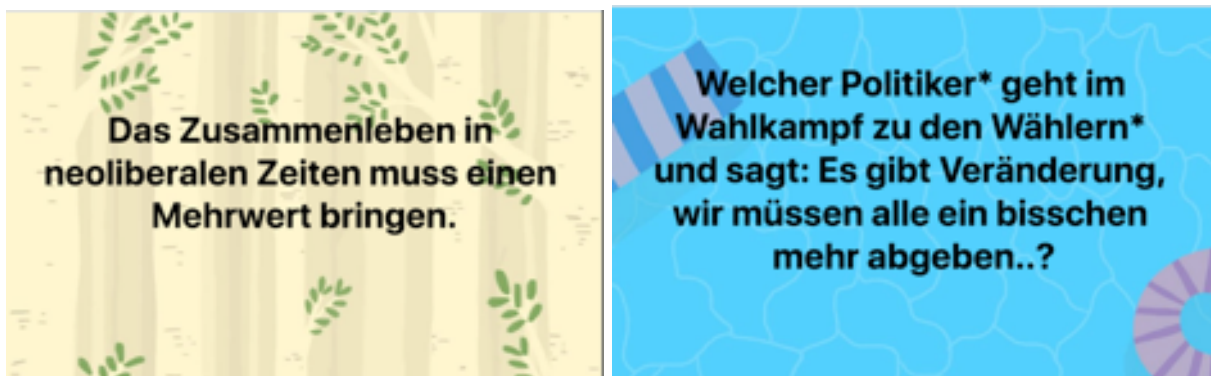 Das Zusammenleben in
neoliberalen Zeiten muss einen
Mehrwert bringen.
Welcher Politiker* geht im
Wahlkampf zu den Wählern*
und sagt: Es gibt Veränderung,
wir müssen alle ein bisschen
mehr abgeben..?